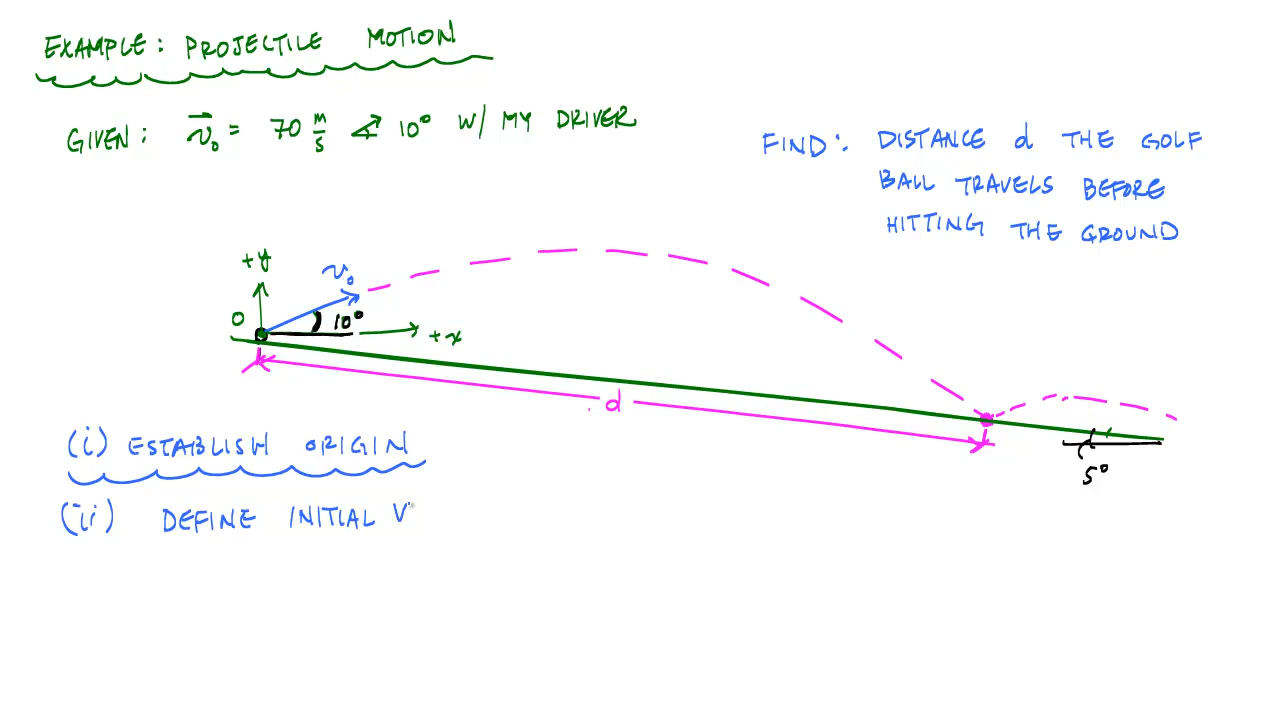 EXAMPLE: PROJECTILE MOTION
GIVEN: v₀ = 70 m/s ∡ 10° W/ MY DRIVER
FIND: DISTANCE d THE GOLF
BALL TRAVELS BEFORE
HITTING THE GROUND
+y
v₀
O
10°
+x
d
5°
(i) ESTABLISH ORIGIN
(ii) DEFINE INITIAL V